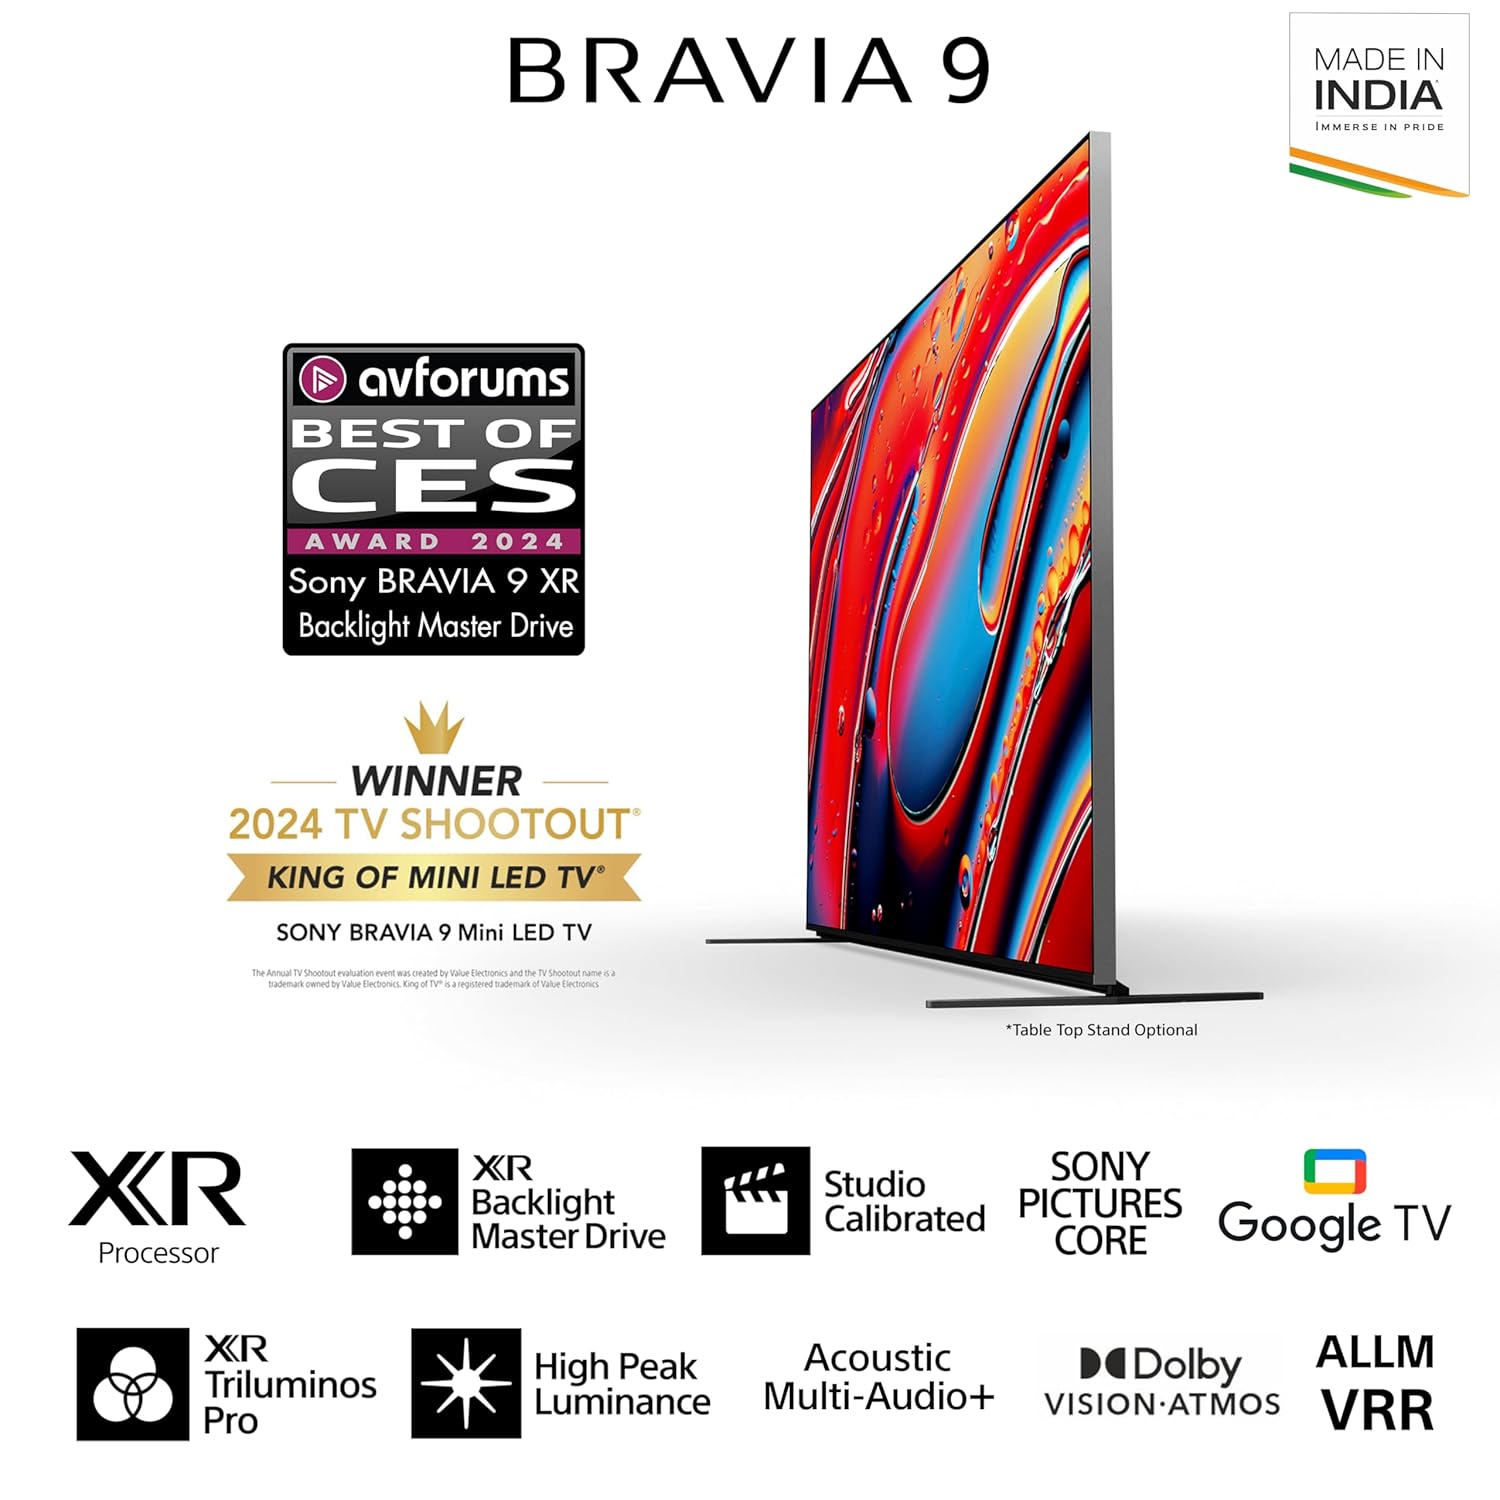 BRAVIA 9
MADE IN
INDIA
IMMERSE IN PRIDE
avforums
BEST OF
CES
AWARD 2024
Sony BRAVIA 9 XR
Backlight Master Drive
WINNER
2024 TV SHOOTOUT®
KING OF MINI LED TV®
SONY BRAVIA 9 Mini LED TV
The Annual TV Shootout evaluation event was created by Value Electronics and the TV Shootout name is a
trademark owned by Value Electronics. King of TV® is a registered trademark of Value Electronics
*Table Top Stand Optional
XR
Processor
XR
Backlight
Master Drive
Studio
Calibrated
SONY
PICTURES
CORE
Google TV
XR
Triluminos
Pro
High Peak
Luminance
Acoustic
Multi-Audio+
Dolby
VISION·ATMOS
ALLM
VRR